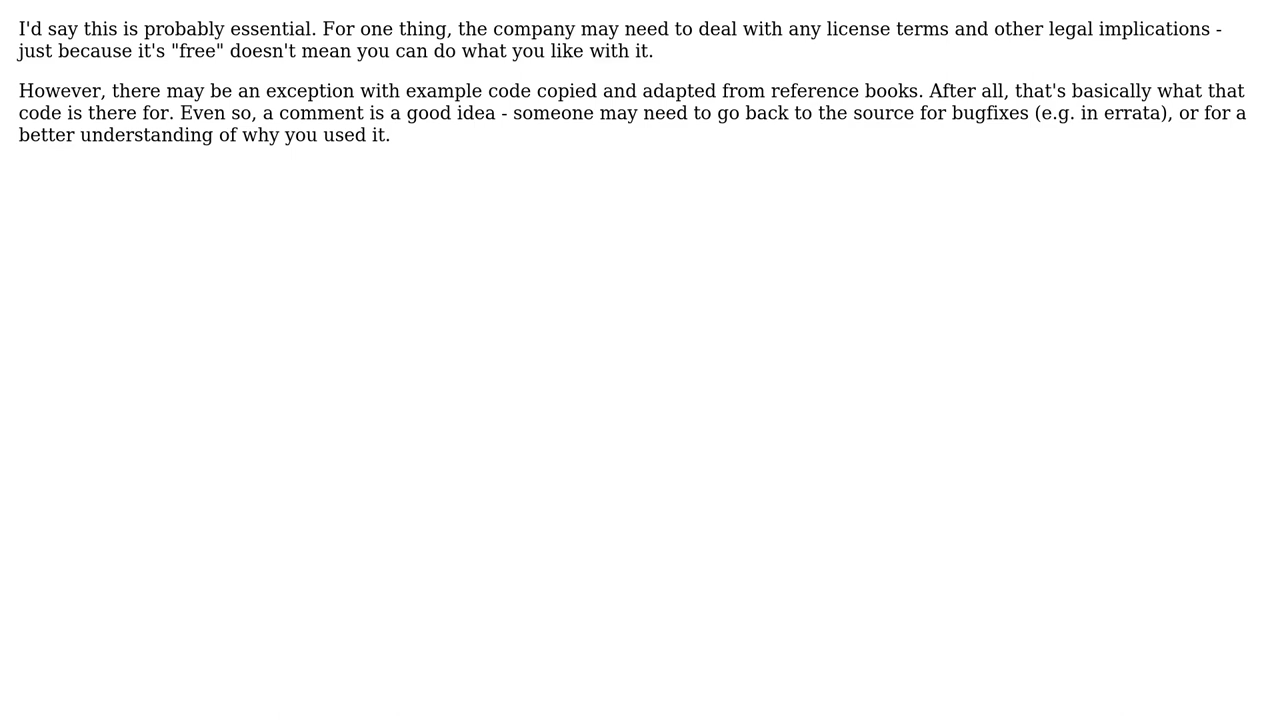 I'd say this is probably essential. For one thing, the company may need to deal with any license terms and other legal implications -
just because it's "free" doesn't mean you can do what you like with it.
However, there may be an exception with example code copied and adapted from reference books. After all, that's basically what that
code is there for. Even so, a comment is a good idea - someone may need to go back to the source for bugfixes (e.g. in errata), or for a
better understanding of why you used it.